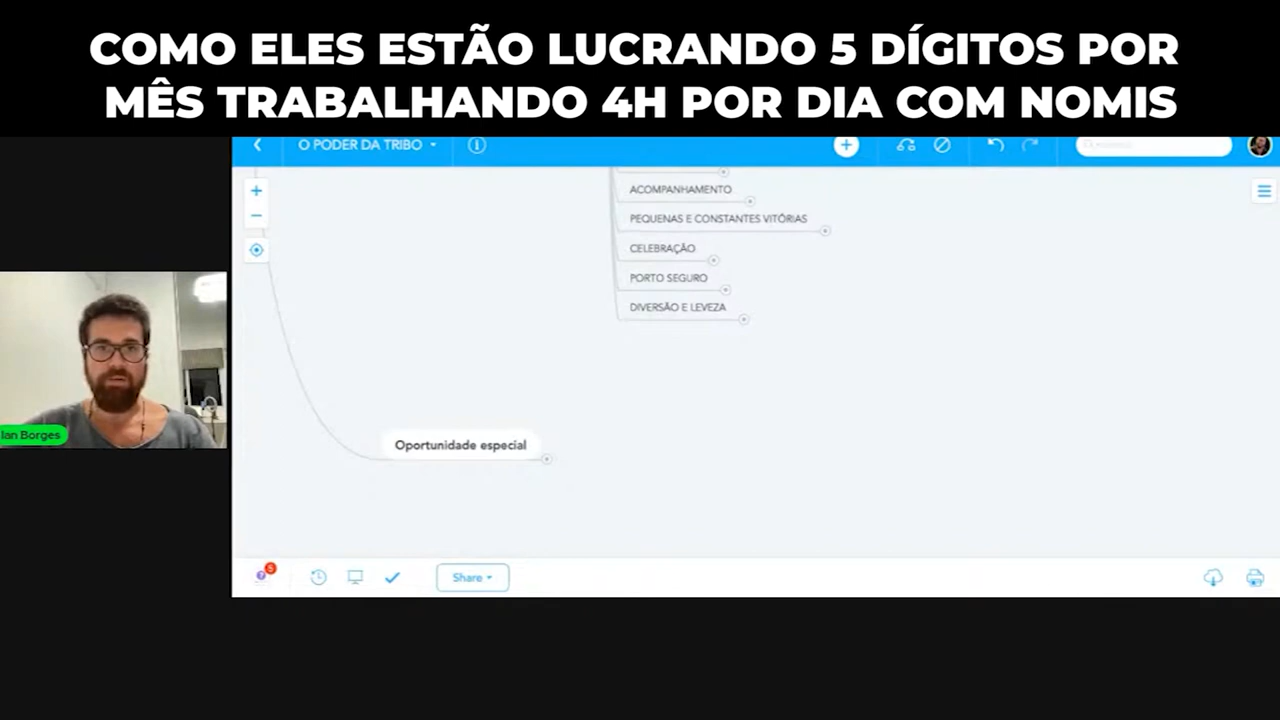 COMO ELES ESTÃO LUCRANDO 5 DÍGITOS POR
MÊS TRABALHANDO 4H POR DIA COM NOMIS
O PODER DA TRIBO
ACOMPANHAMENTO
PEQUENAS E CONSTANTES VITÓRIAS
CELEBRAÇÃO
PORTO SEGURO
DIVERSÃO E LEVEZA
Ian Borges
Oportunidade especial
5
Share